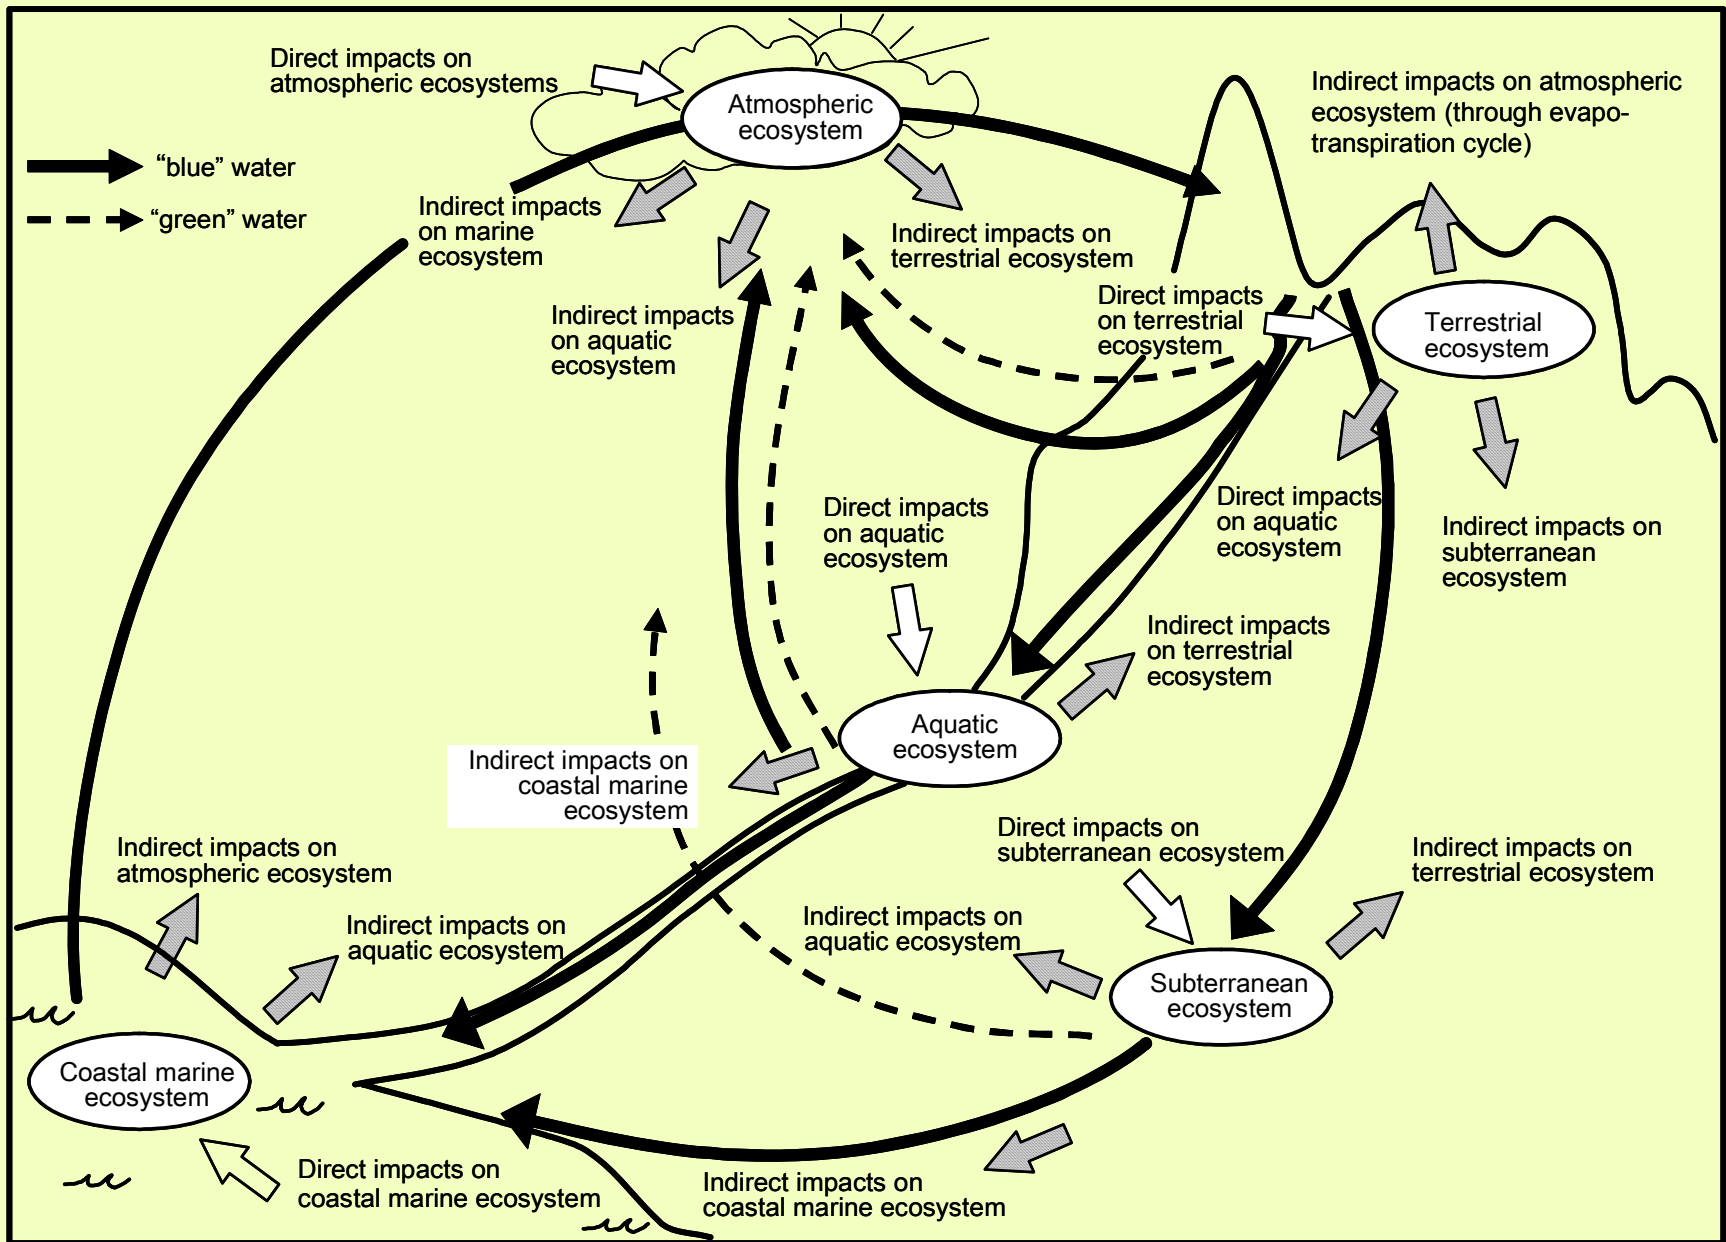 Direct impacts on
atmospheric ecosystems
Atmospheric
ecosystem
Indirect impacts on atmospheric
ecosystem (through evapo-
transpiration cycle)
“blue” water
“green” water
Indirect impacts
on marine
ecosystem
Indirect impacts on
terrestrial ecosystem
Indirect impacts
on aquatic
ecosystem
Direct impacts
on terrestrial
ecosystem
Terrestrial
ecosystem
Direct impacts
on aquatic
ecosystem
Direct impacts
on aquatic
ecosystem
Indirect impacts on
subterranean
ecosystem
Indirect impacts
on terrestrial
ecosystem
Aquatic
ecosystem
Indirect impacts on
coastal marine
ecosystem
Direct impacts on
subterranean ecosystem
Indirect impacts on
terrestrial ecosystem
Indirect impacts on
atmospheric ecosystem
Indirect impacts on
aquatic ecosystem
Indirect impacts on
aquatic ecosystem
Subterranean
ecosystem
Coastal marine
ecosystem
Direct impacts on
coastal marine ecosystem
Indirect impacts on
coastal marine ecosystem